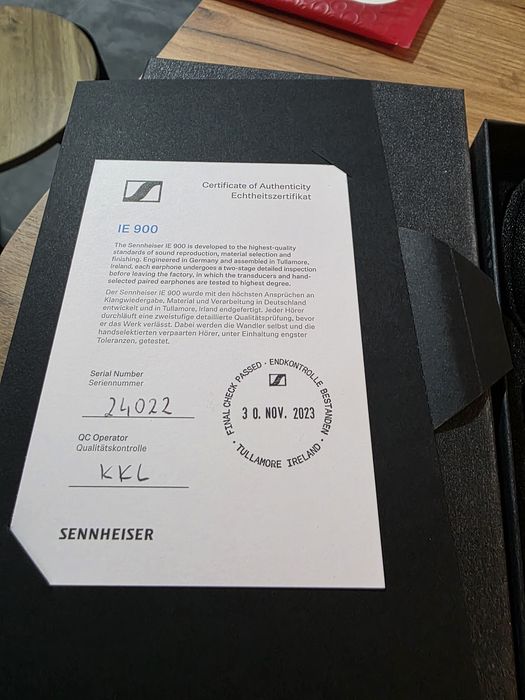 Certificate of Authenticity
Echtheitszertifikat
IE 900
The Sennheiser IE 900 is developed to the highest-quality
standards of sound reproduction, material selection and
finishing. Engineered in Germany and assembled in Tullamore,
Ireland, each earphone undergoes a two-stage detailed inspection
before leaving the factory, in which the transducers and hand-
selected paired earphones are tested to highest degree.
Der Sennheiser IE 900 wurde mit den höchsten Ansprüchen an
Klangwiedergabe, Material und Verarbeitung in Deutschland
entwickelt und in Tullamore, Irland endgefertigt. Jeder Hörer
durchläuft eine zweistufige detaillierte Qualitätsprüfung, bevor
er das Werk verlässt. Dabei werden die Wandler selbst und die
handselektierten verpaarten Hörer, unter Einhaltung engster
Toleranzen, getestet.
Serial Number
Seriennummer
24022
QC Operator
Qualitätskontrolle
KKL
FINAL CHECK PASSED · ENDKONTROLLE BESTANDEN
30. NOV. 2023
· TULLAMORE IRELAND ·
SENNHEISER